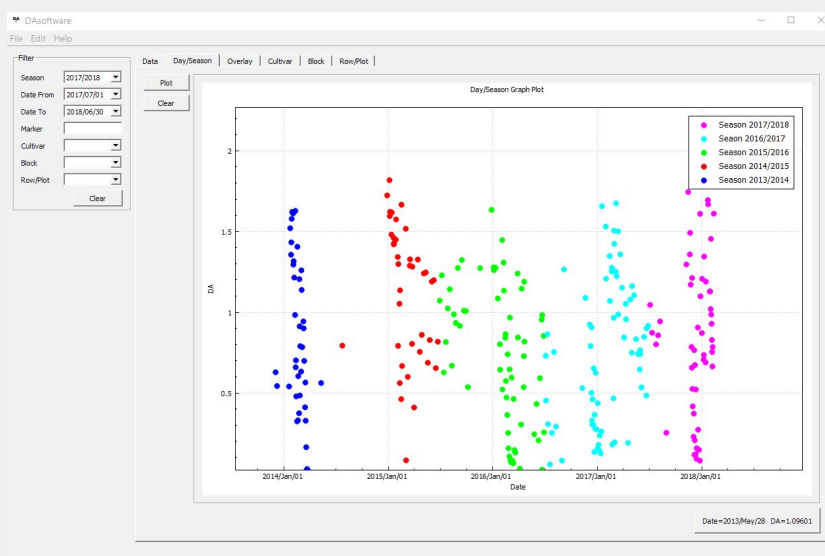 DAsoftware
File Edit Help
Filter
Season 2017/2018
Date From 2017/07/01
Date To 2018/06/30
Marker
Cultivar
Block
Row/Plot
Clear
Data Day/Season Overlay Cultivar Block Row/Plot
Plot
Clear
Day/Season Graph Plot
Season 2017/2018
Seaon 2016/2017
Season 2015/2016
Season 2014/2015
Season 2013/2014
2
1.5
DA
1
0.5
2014/Jan/01 2015/Jan/01 2016/Jan/01 2017/Jan/01 2018/Jan/01
Date
Date=2013/May/28 DA=1.09601